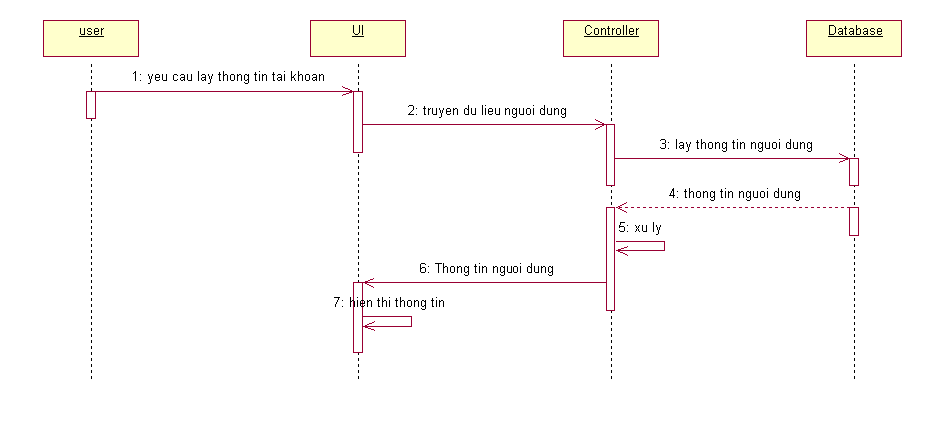 user
UI
Controller
Database
1: yeu cau lay thong tin tai khoan
2: truyen du lieu nguoi dung
3: lay thong tin nguoi dung
4: thong tin nguoi dung
5: xu ly
6: Thong tin nguoi dung
7: hien thi thong tin